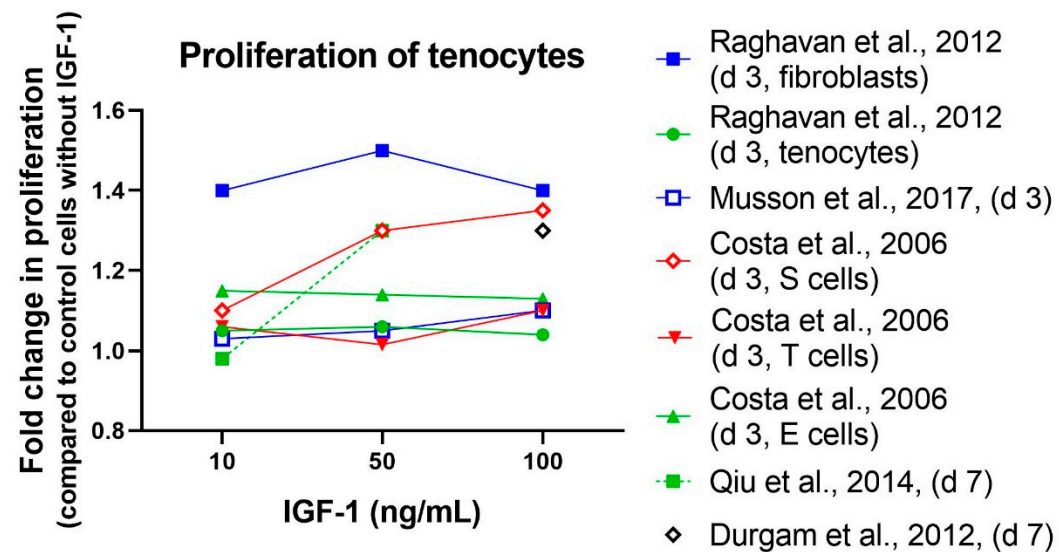 Proliferation of tenocytes
Fold change in proliferation
(compared to control cells without IGF-1)
1.6
1.4
1.2
1.0
0.8
10
50
100
IGF-1 (ng/mL)
Raghavan et al., 2012
(d 3, fibroblasts)
Raghavan et al., 2012
(d 3, tenocytes)
Musson et al., 2017, (d 3)
Costa et al., 2006
(d 3, S cells)
Costa et al., 2006
(d 3, T cells)
Costa et al., 2006
(d 3, E cells)
Qiu et al., 2014, (d 7)
Durgam et al., 2012, (d 7)